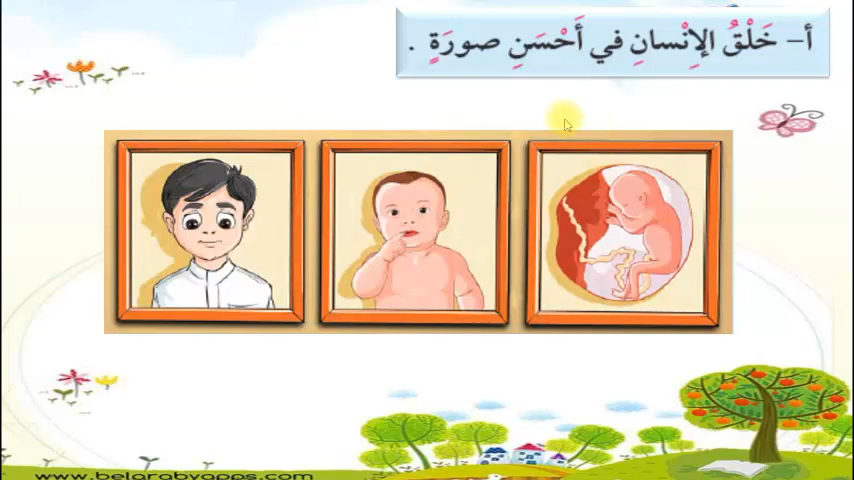 أ- خَلْقُ الإِنْسانِ في أَحْسَنِ صورَةٍ .
www.belarabyapps.com